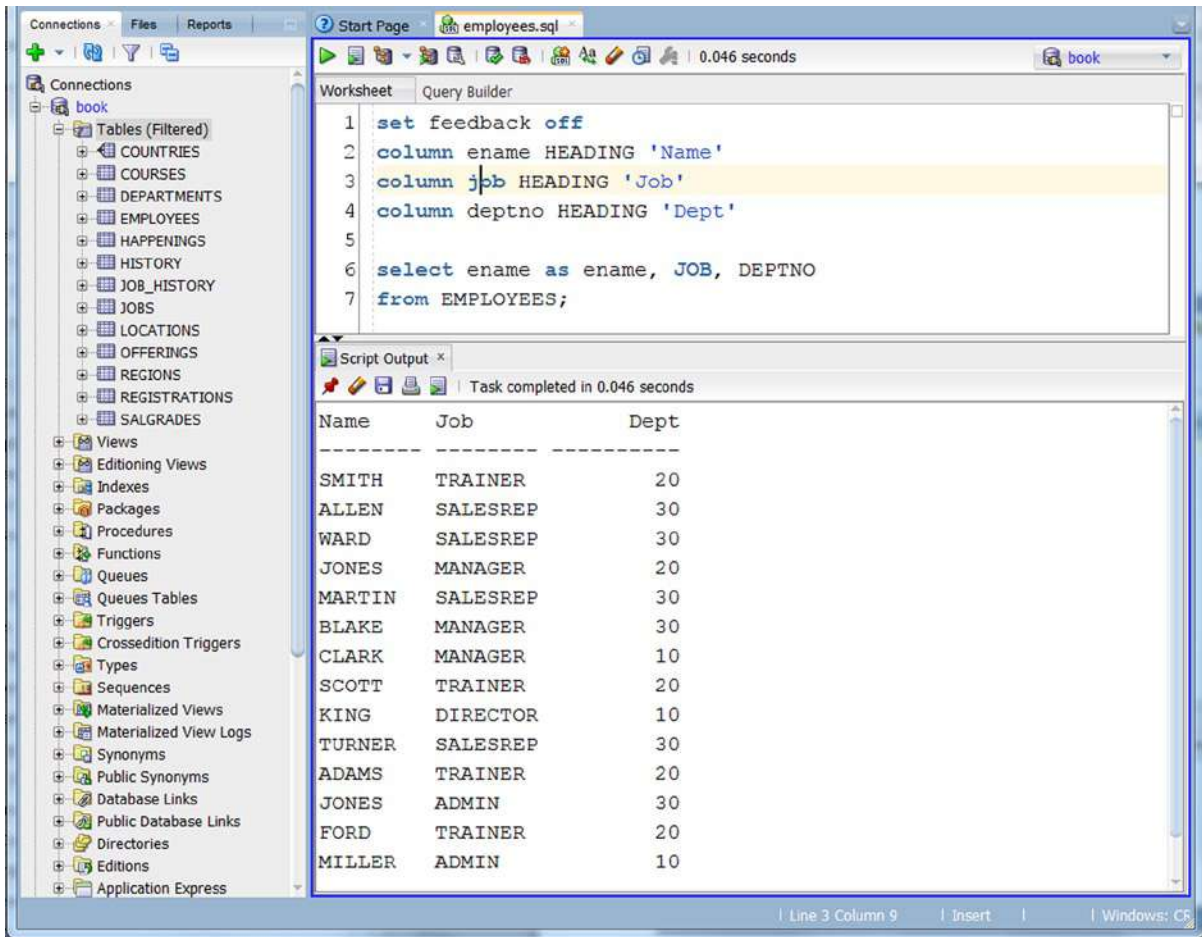 Connections Files Reports
Connections
book
Tables (Filtered)
COUNTRIES
COURSES
DEPARTMENTS
EMPLOYEES
HAPPENINGS
HISTORY
JOB_HISTORY
JOBS
LOCATIONS
OFFERINGS
REGIONS
REGISTRATIONS
SALGRADES
Views
Editioning Views
Indexes
Packages
Procedures
Functions
Queues
Queues Tables
Triggers
Crossedition Triggers
Types
Sequences
Materialized Views
Materialized View Logs
Synonyms
Public Synonyms
Database Links
Public Database Links
Directories
Editions
Application Express
Start Page employees.sql
0.046 seconds book
Worksheet Query Builder
1 set feedback off
2 column ename HEADING 'Name'
3 column job HEADING 'Job'
4 column deptno HEADING 'Dept'
5
6 select ename as ename, JOB, DEPTNO
7 from EMPLOYEES;
Script Output
Task completed in 0.046 seconds
Name Job Dept
-------- -------- ----------
SMITH TRAINER 20
ALLEN SALESREP 30
WARD SALESREP 30
JONES MANAGER 20
MARTIN SALESREP 30
BLAKE MANAGER 30
CLARK MANAGER 10
SCOTT TRAINER 20
KING DIRECTOR 10
TURNER SALESREP 30
ADAMS TRAINER 20
JONES ADMIN 30
FORD TRAINER 20
MILLER ADMIN 10
Line 3 Column 9 Insert Windows: